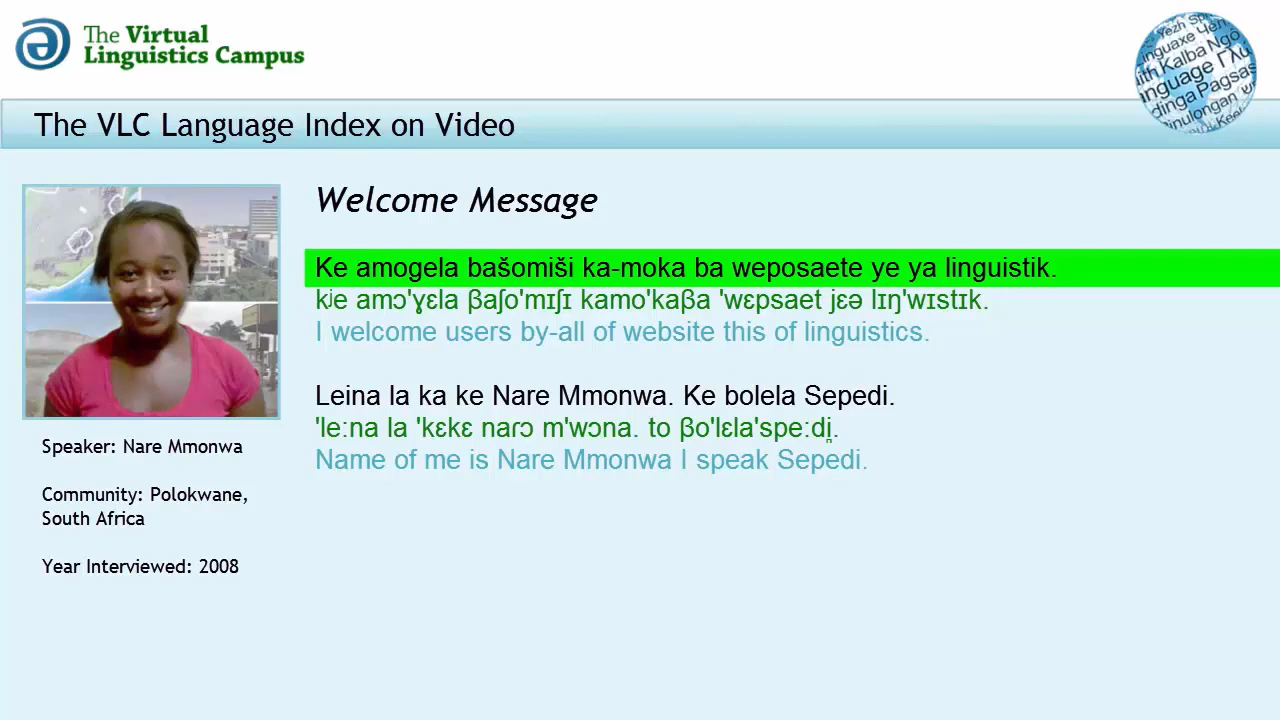 The Virtual
Linguistics Campus
The VLC Language Index on Video
Welcome Message
Ke amogela bašomiši ka-moka ba weposaete ye ya linguistik.
kʲe amɔ'ɣɛla βaʃo'mɪʃɪ kamo'kaβa 'wɛpsaet jɛə lɪŋ'wɪstɪk.
I welcome users by-all of website this of linguistics.
Leina la ka ke Nare Mmonwa. Ke bolela Sepedi.
'leːna la 'kɛkɛ naɾɔ m'wɔna. to βo'lɛla'speːdi̪.
Name of me is Nare Mmonwa I speak Sepedi.
Speaker: Nare Mmonwa
Community: Polokwane,
South Africa
Year Interviewed: 2008